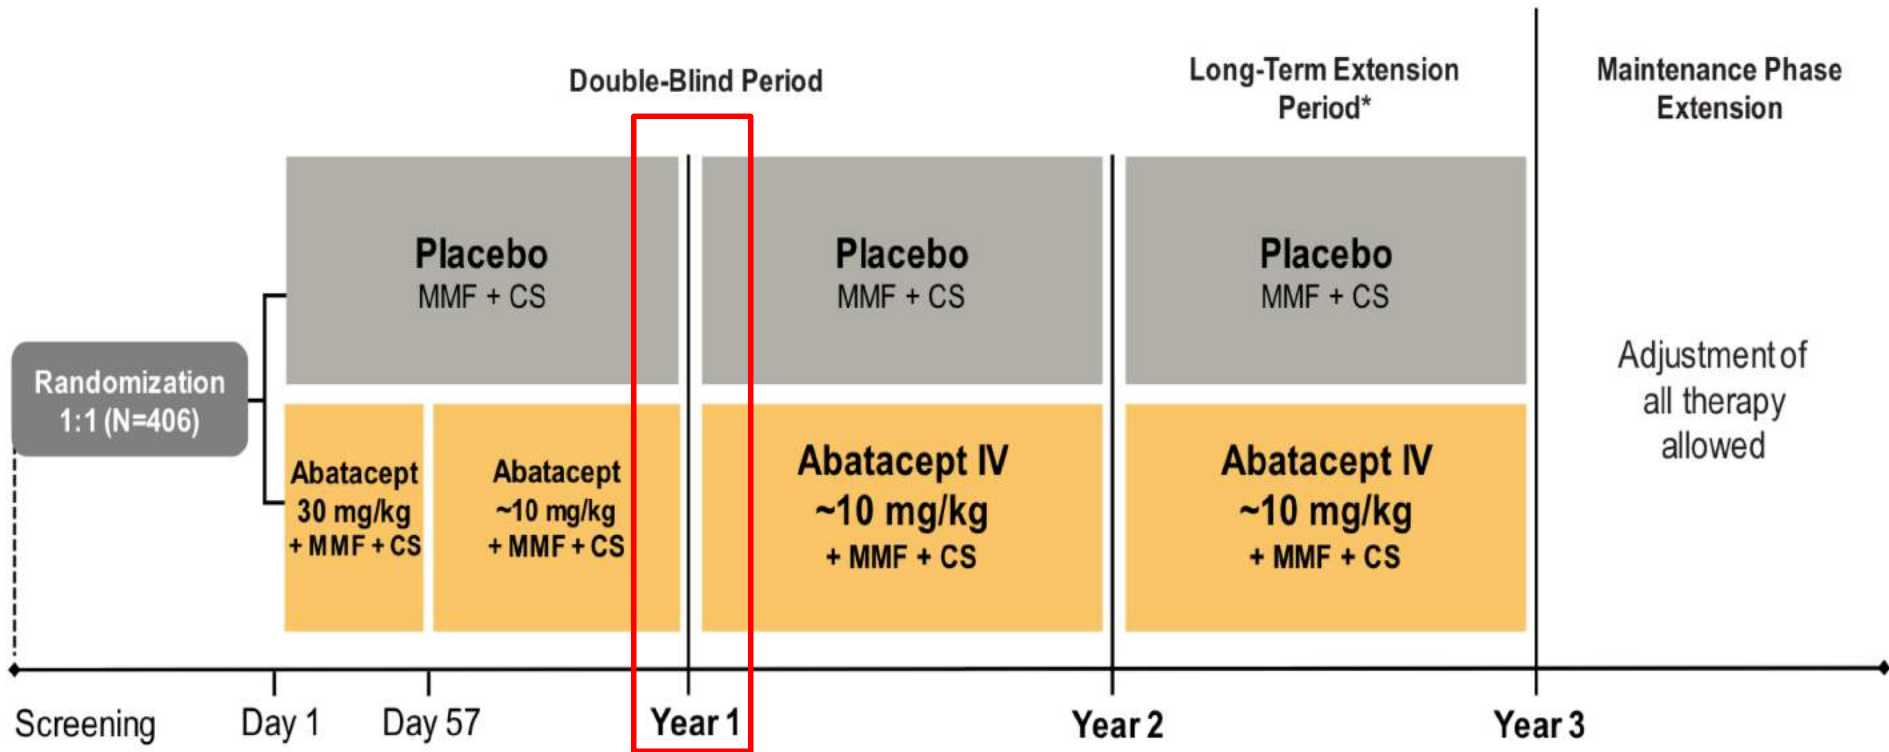 Double-Blind Period
Long-Term Extension
Period*
Maintenance Phase
Extension
Placebo
MMF + CS
Placebo
MMF + CS
Placebo
MMF + CS
Randomization
1:1 (N=406)
Abatacept
30 mg/kg
+ MMF + CS
Abatacept
~10 mg/kg
+ MMF + CS
Abatacept IV
~10 mg/kg
+ MMF + CS
Abatacept IV
~10 mg/kg
+ MMF + CS
Adjustment of
all therapy
allowed
Screening
Day 1
Day 57
Year 1
Year 2
Year 3